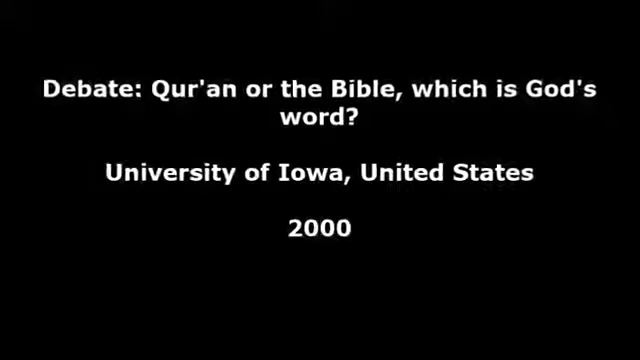 Debate: Qur'an or the Bible, which is God's
word?
University of Iowa, United States
2000